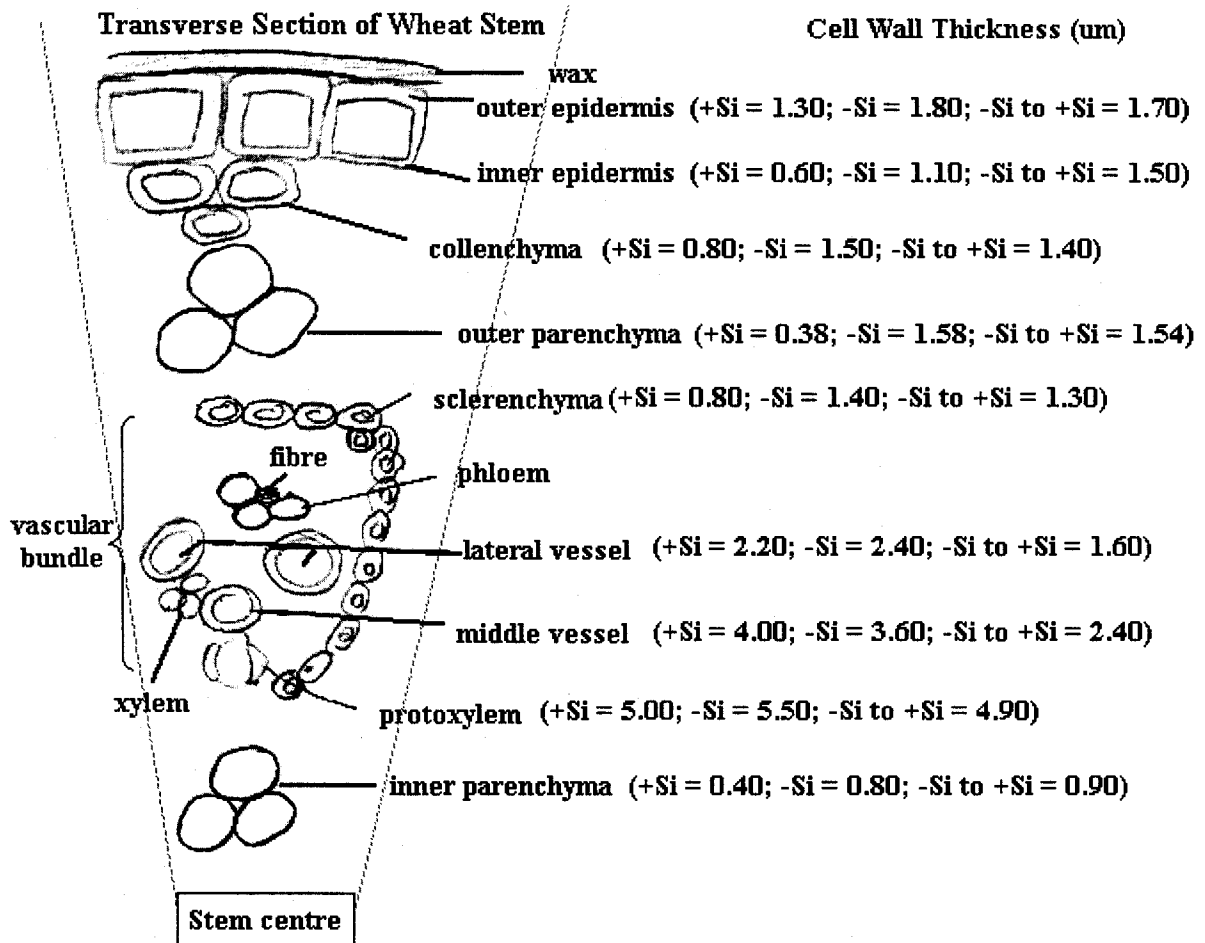 Transverse Section of Wheat Stem
Cell Wall Thickness (um)
wax
outer epidermis (+Si = 1.30; -Si = 1.80; -Si to +Si = 1.70)
inner epidermis (+Si = 0.60; -Si = 1.10; -Si to +Si = 1.50)
collenchyma (+Si = 0.80; -Si = 1.50; -Si to +Si = 1.40)
outer parenchyma (+Si = 0.38; -Si = 1.58; -Si to +Si = 1.54)
sclerenchyma (+Si = 0.80; -Si = 1.40; -Si to +Si = 1.30)
fibre
phloem
vascular
bundle
lateral vessel (+Si = 2.20; -Si = 2.40; -Si to +Si = 1.60)
middle vessel (+Si = 4.00; -Si = 3.60; -Si to +Si = 2.40)
xylem
protoxylem (+Si = 5.00; -Si = 5.50; -Si to +Si = 4.90)
inner parenchyma (+Si = 0.40; -Si = 0.80; -Si to +Si = 0.90)
Stem centre